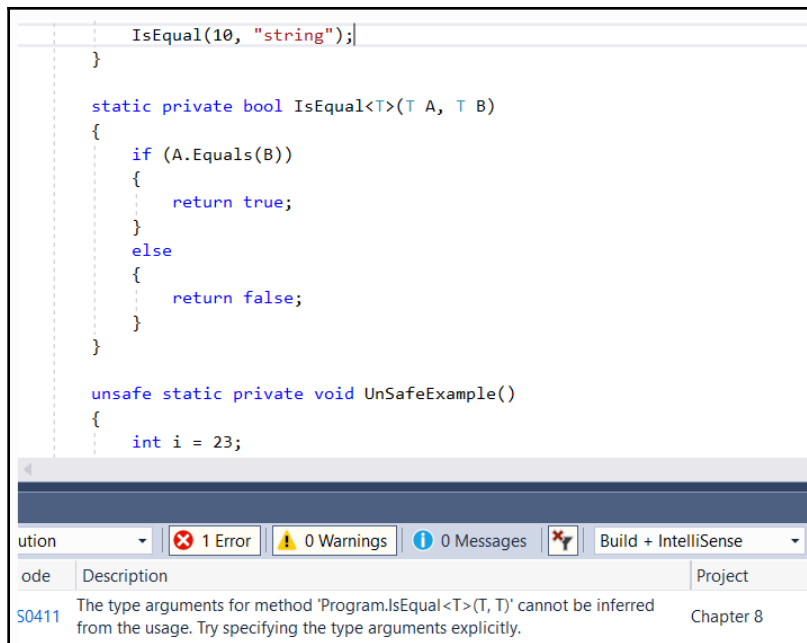 IsEqual(10, "string");
}
static private bool IsEqual<T>(T A, T B)
{
if (A.Equals(B))
{
return true;
}
else
{
return false;
}
}
unsafe static private void UnSafeExample()
{
int i = 23;
ution 1 Error 0 Warnings 0 Messages Build + IntelliSense
ode Description Project
S0411 The type arguments for method 'Program.IsEqual<T>(T, T)' cannot be inferred
from the usage. Try specifying the type arguments explicitly. Chapter 8